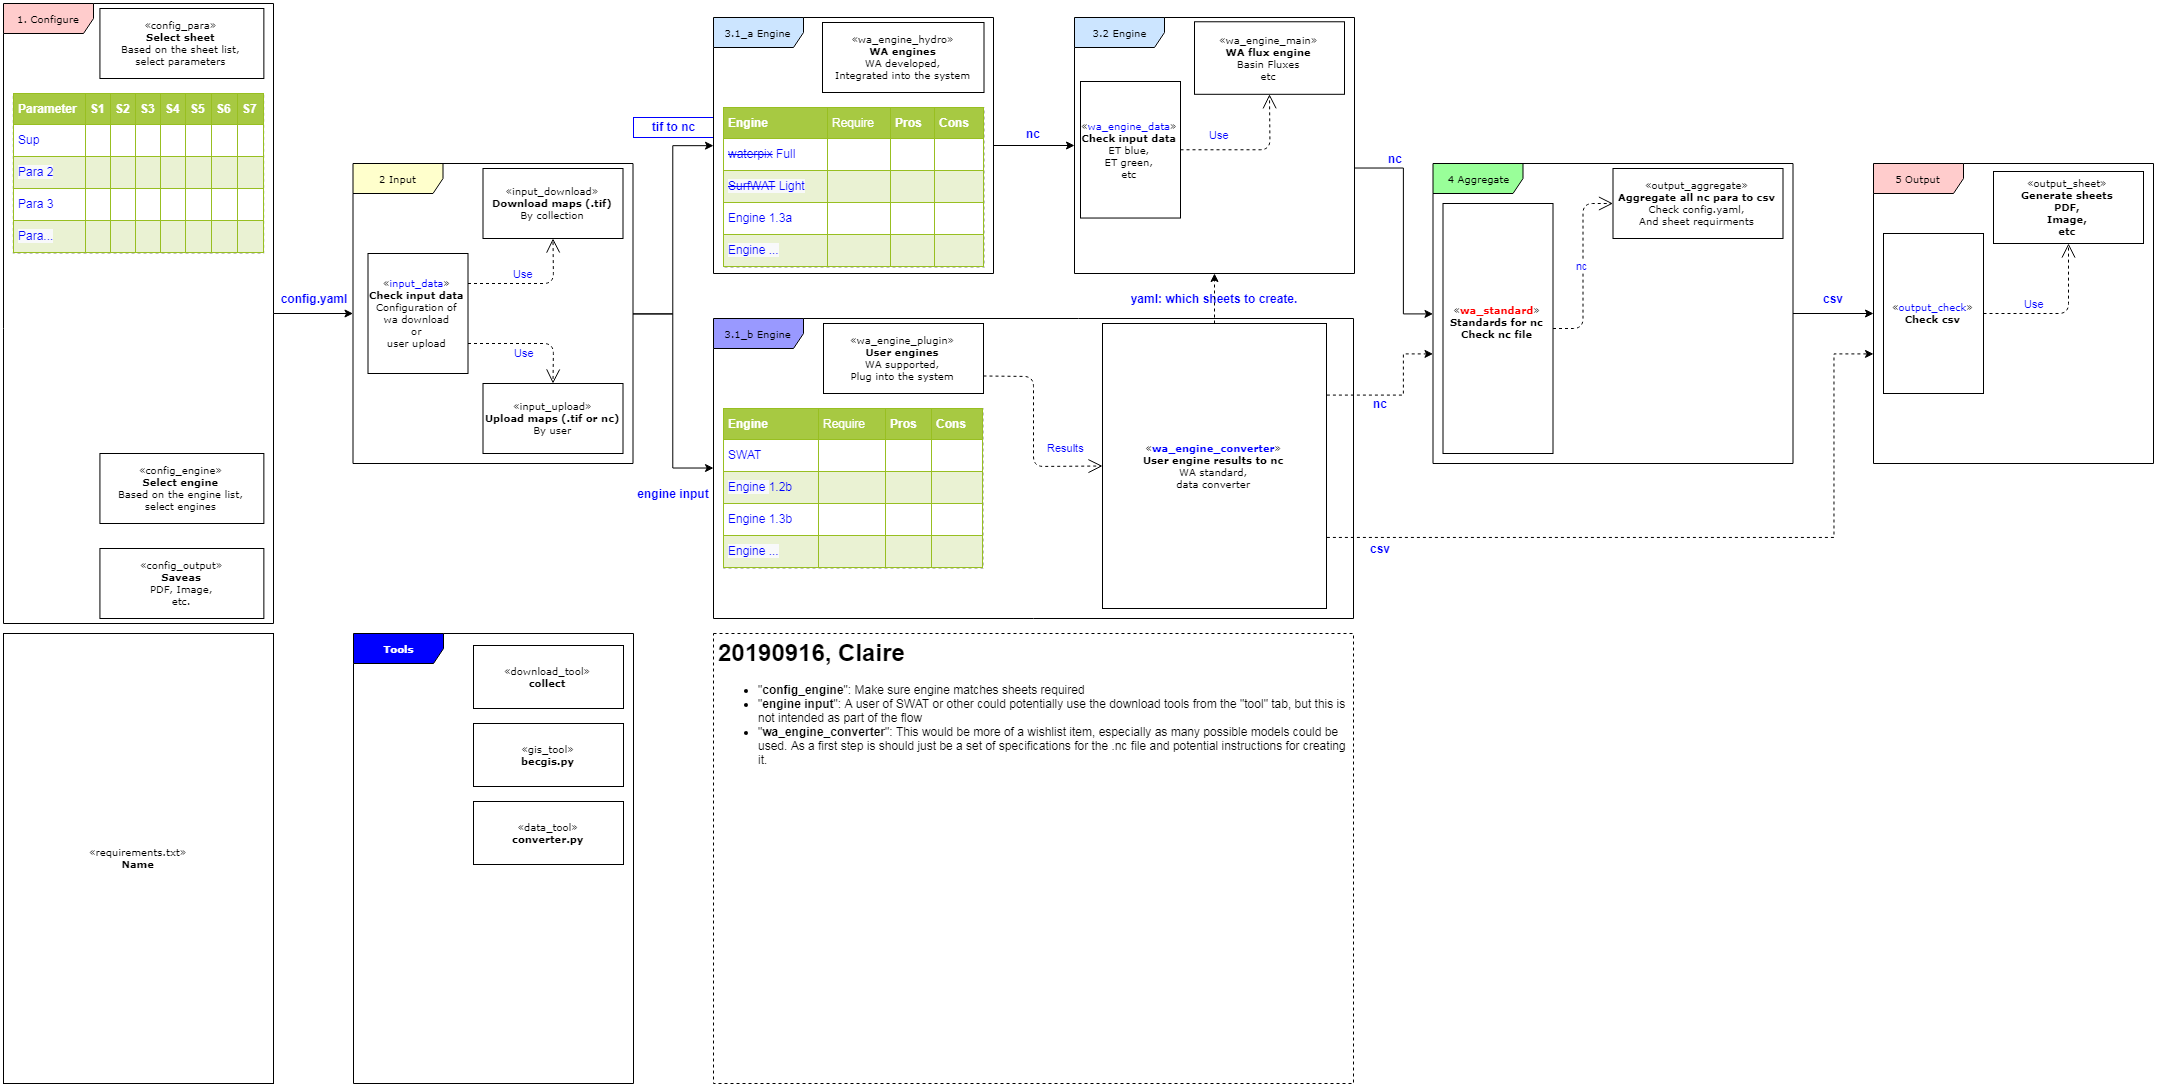 1. Configure
«config_para»
Select sheet
Based on the sheet list,
select parameters
Parameter S1 S2 S3 S4 S5 S6 S7
Sup
Para 2
Para 3
Para...
«config_engine»
Select engine
Based on the engine list,
select engines
«config_output»
Saveas
PDF, Image,
etc.
config.yaml
2 Input
«input_download»
Download maps (.tif)
By collection
«input_data»
Check input data
Configuration of
wa download
or
user upload
Use
Use
«input_upload»
Upload maps (.tif or nc)
By user
tif to nc
engine input
3.1_a Engine
«wa_engine_hydro»
WA engines
WA developed,
Integrated into the system
Engine Require Pros Cons
waterpix Full
SurfWAT Light
Engine 1.3a
Engine ...
nc
3.2 Engine
«wa_engine_main»
WA flux engine
Basin Fluxes
etc
«wa_engine_data»
Check input data
ET blue,
ET green,
etc
Use
yaml: which sheets to create.
3.1_b Engine
«wa_engine_plugin»
User engines
WA supported,
Plug into the system
Engine Require Pros Cons
SWAT
Engine 1.2b
Engine 1.3b
Engine ...
Results
«wa_engine_converter»
User engine results to nc
WA standard,
data converter
nc
nc
csv
4 Aggregate
«output_aggregate»
Aggregate all nc para to csv
Check config.yaml,
And sheet requirments
nc
«wa_standard»
Standards for nc
Check nc file
csv
5 Output
«output_sheet»
Generate sheets
PDF,
Image,
etc
«output_check»
Check csv
Use
«requirements.txt»
Name
Tools
«download_tool»
collect
«gis_tool»
becgis.py
«data_tool»
converter.py
20190916, Claire
• "config_engine": Make sure engine matches sheets required
• "engine input": A user of SWAT or other could potentially use the download tools from the "tool" tab, but this is
not intended as part of the flow
• "wa_engine_converter": This would be more of a wishlist item, especially as many possible models could be
used. As a first step is should just be a set of specifications for the .nc file and potential instructions for creating
it.